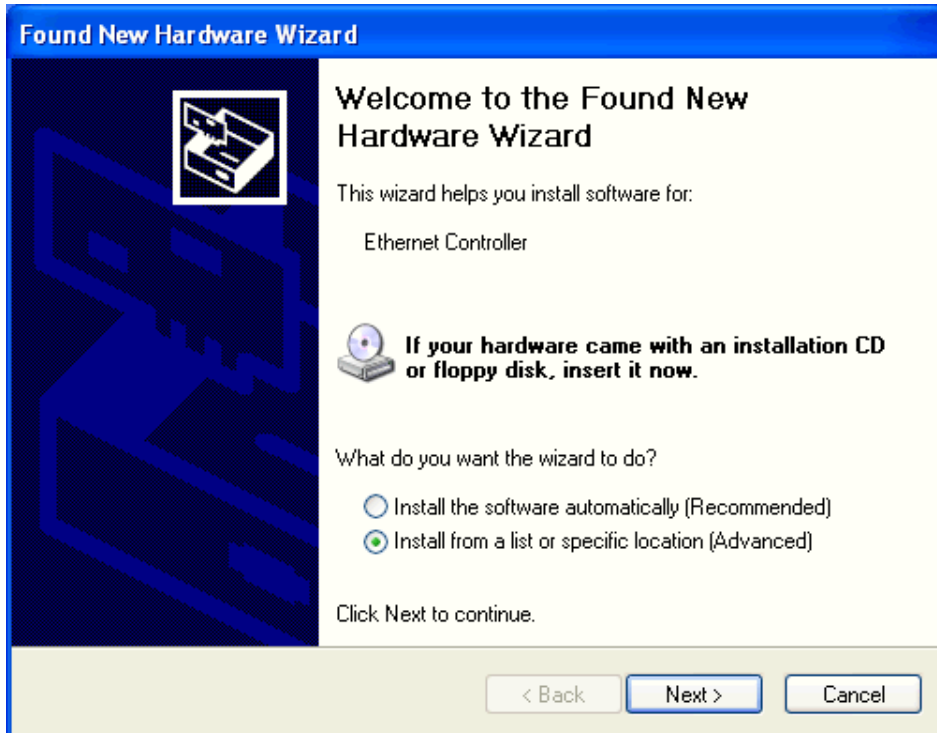 Found New Hardware Wizard
Welcome to the Found New
Hardware Wizard
This wizard helps you install software for:
Ethernet Controller
If your hardware came with an installation CD
or floppy disk, insert it now.
What do you want the wizard to do?
Install the software automatically (Recommended)
Install from a list or specific location (Advanced)
Click Next to continue.
< Back
Next >
Cancel